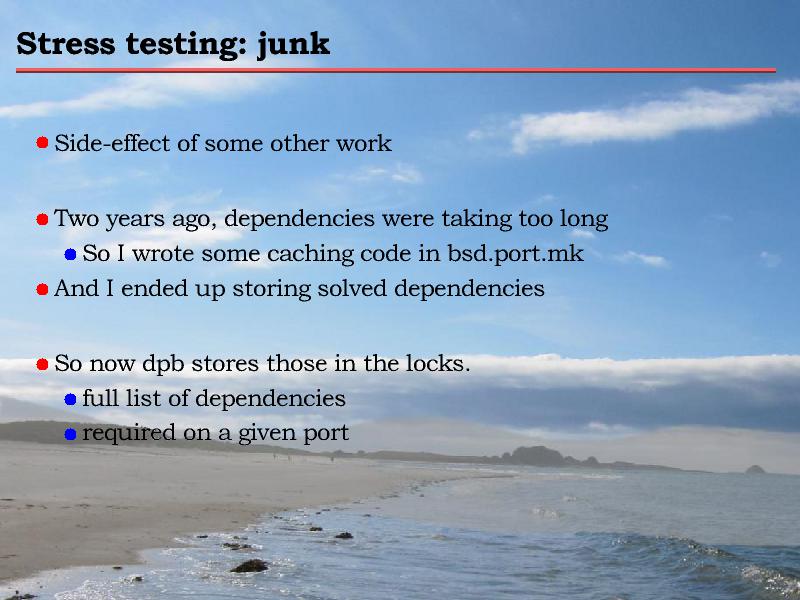 Stress testing: junk
Side-effect of some other work
Two years ago, dependencies were taking too long
So I wrote some caching code in bsd.port.mk
And I ended up storing solved dependencies
So now dpb stores those in the locks.
full list of dependencies
required on a given port